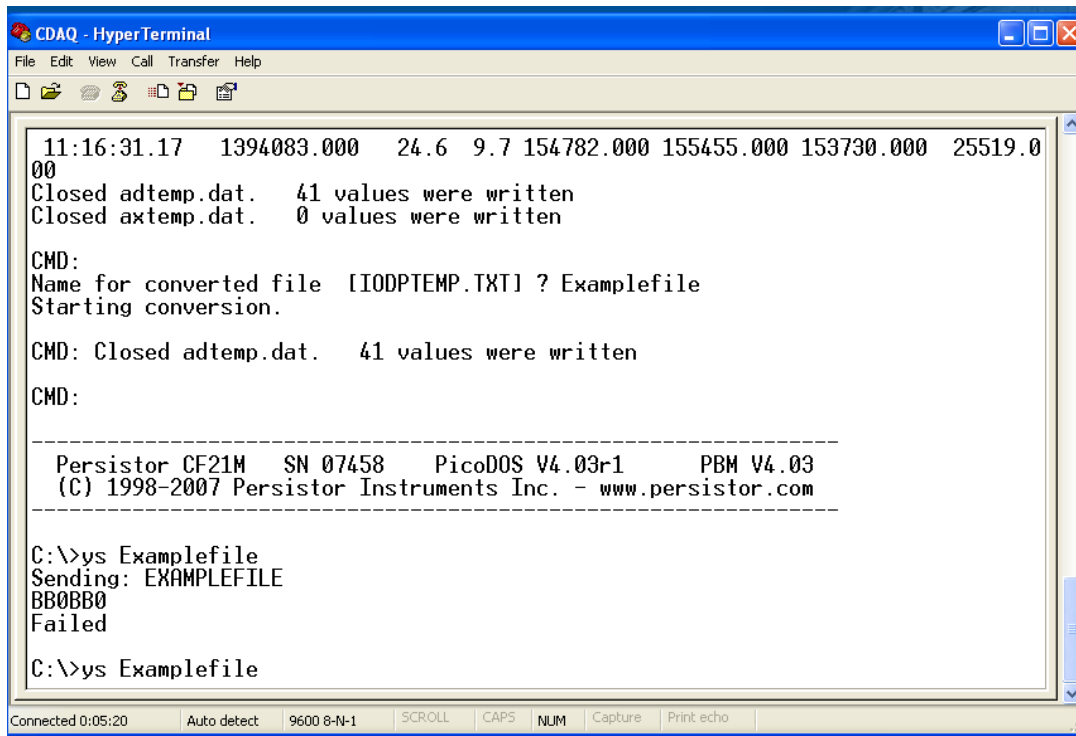 CDAQ - HyperTerminal
File Edit View Call Transfer Help
11:16:31.17 1394083.000 24.6 9.7 154782.000 155455.000 153730.000 25519.0
00
Closed adtemp.dat. 41 values were written
Closed axtemp.dat. 0 values were written
CMD:
Name for converted file [IODPTEMP.TXT] ? Examplefile
Starting conversion.
CMD: Closed adtemp.dat. 41 values were written
CMD:
----------------------------------------------------------------
Persistor CF21M SN 07458 PicoDOS V4.03r1 PBM V4.03
(C) 1998-2007 Persistor Instruments Inc. - www.persistor.com
----------------------------------------------------------------
C:\>ys Examplefile
Sending: EXAMPLEFILE
BB0BB0
Failed
C:\>ys Examplefile
Connected 0:05:20 Auto detect 9600 8-N-1 SCROLL CAPS NUM Capture Print echo